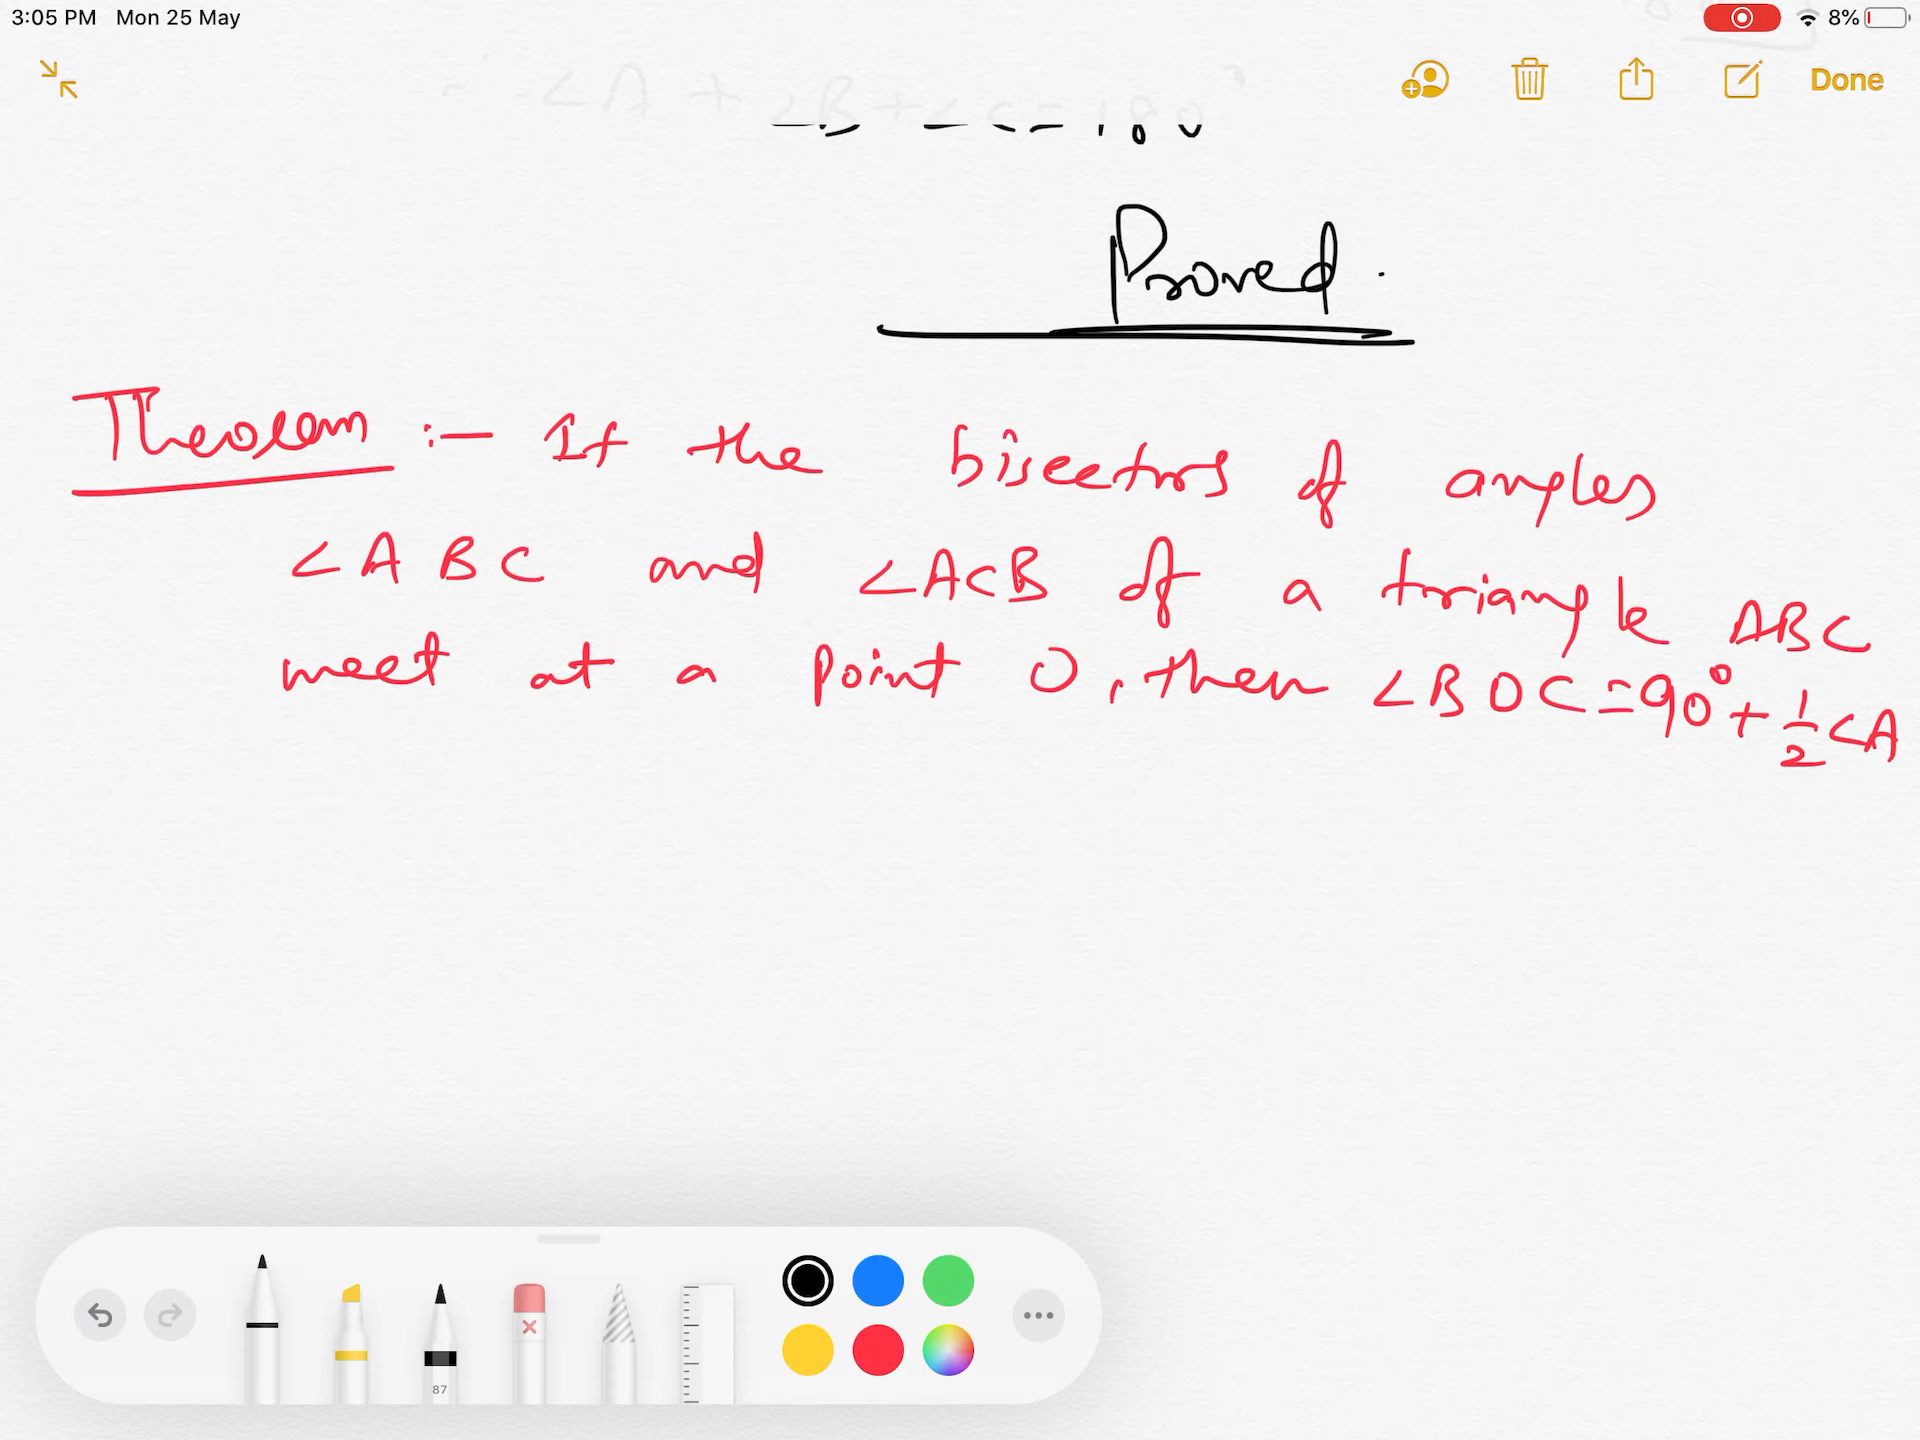 3:05 PM Mon 25 May
8%
Done
∴ ∠A + ∠B + ∠C = 180°
Proved.
Theorem :- If the bisectors of angles
∠ABC and ∠ACB of a triangle ABC
meet at a point O, then ∠BOC = 90° + 1/2 ∠A
87